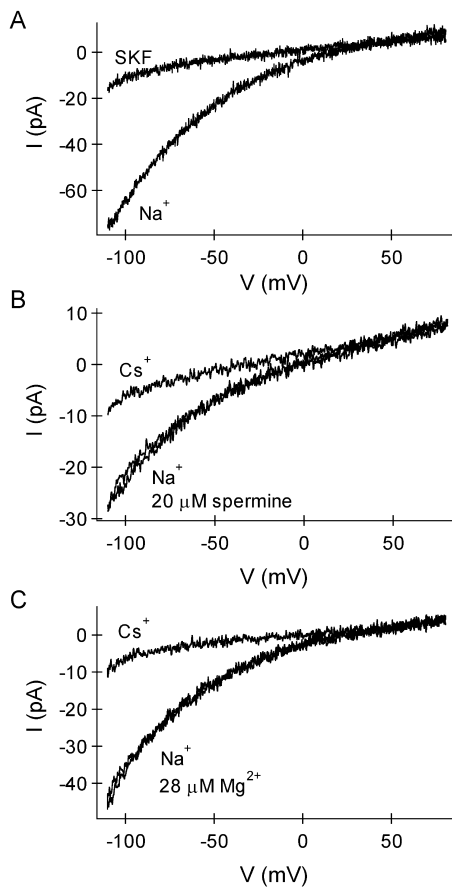 A
0
-20
-40
-60
I (pA)
SKF
Na⁺
-100
-50
0
50
V (mV)
B
10
0
-10
-20
-30
I (pA)
Cs⁺
Na⁺
20 μM spermine
-100
-50
0
50
V (mV)
C
0
-10
-20
-30
-40
I (pA)
Cs⁺
Na⁺
28 μM Mg²⁺
-100
-50
0
50
V (mV)